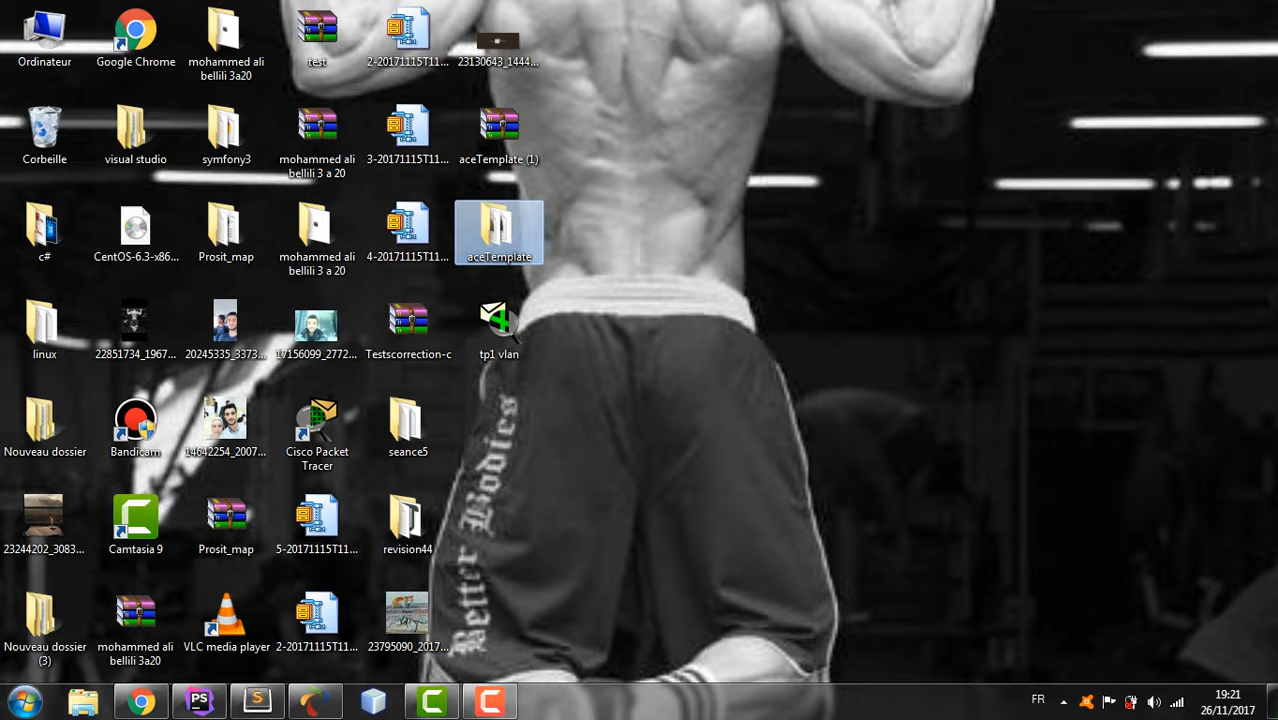 Ordinateur
Google Chrome
mohammed ali
bellili 3a20
test
2-20171115T11...
23130643_1444...
Corbeille
visual studio
symfony3
mohammed ali
bellili 3 a 20
3-20171115T11...
aceTemplate (1)
c#
CentOS-6.3-x86...
Prosit_map
mohammed ali
bellili 3 a 20
4-20171115T11...
aceTemplate
linux
22851734_1967...
20245335_3373...
17156099_2772...
Testscorrection-c
tp1 vlan
Nouveau dossier
Bandicam
14642254_2007...
Cisco Packet
Tracer
seance5
23244202_3083...
Camtasia 9
Prosit_map
5-20171115T11...
revision44
Nouveau dossier
(3)
mohammed ali
bellili 3a20
VLC media player
2-20171115T11...
23795090_2017...
Better Bodies
PS
FR
19:21
26/11/2017